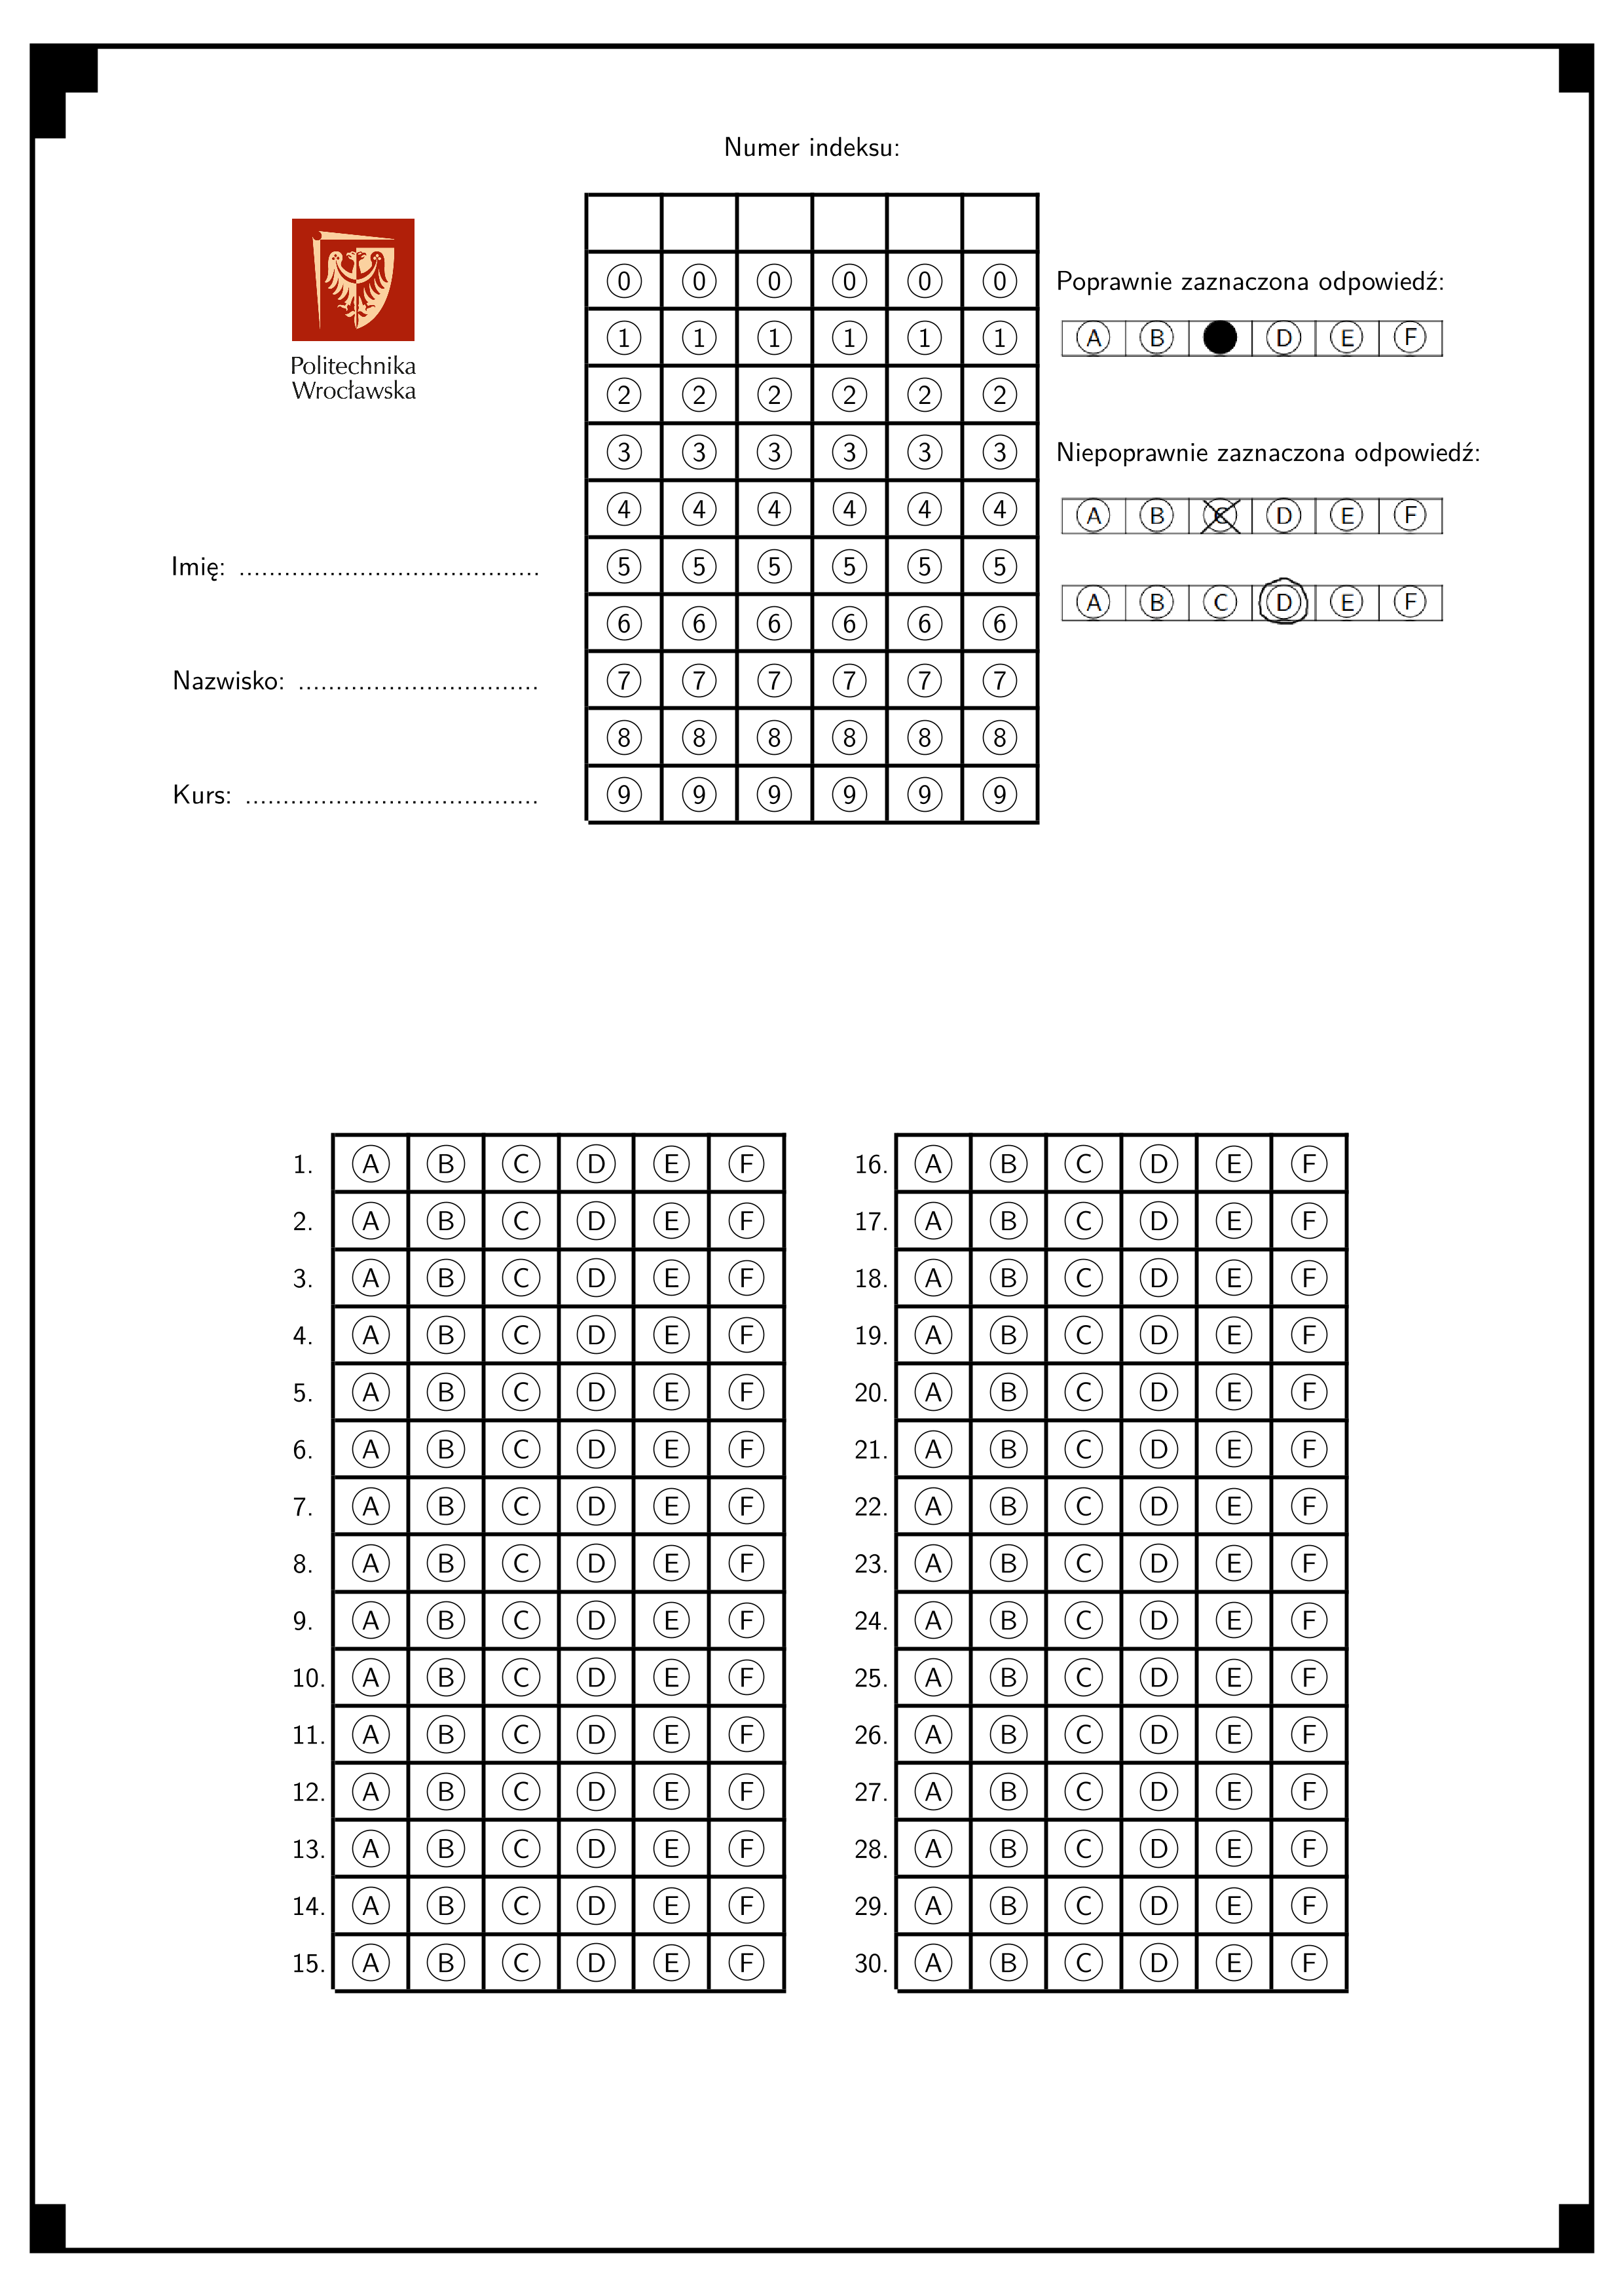 Numer indeksu:
Politechnika
Wrocławska
Imię: ........................................
Nazwisko: ................................
Kurs: .......................................
0 0 0 0 0 0
1 1 1 1 1 1
2 2 2 2 2 2
3 3 3 3 3 3
4 4 4 4 4 4
5 5 5 5 5 5
6 6 6 6 6 6
7 7 7 7 7 7
8 8 8 8 8 8
9 9 9 9 9 9
Poprawnie zaznaczona odpowiedź:
A B D E F
Niepoprawnie zaznaczona odpowiedź:
A B C D E F
A B C D E F
1. A B C D E F
2. A B C D E F
3. A B C D E F
4. A B C D E F
5. A B C D E F
6. A B C D E F
7. A B C D E F
8. A B C D E F
9. A B C D E F
10. A B C D E F
11. A B C D E F
12. A B C D E F
13. A B C D E F
14. A B C D E F
15. A B C D E F
16. A B C D E F
17. A B C D E F
18. A B C D E F
19. A B C D E F
20. A B C D E F
21. A B C D E F
22. A B C D E F
23. A B C D E F
24. A B C D E F
25. A B C D E F
26. A B C D E F
27. A B C D E F
28. A B C D E F
29. A B C D E F
30. A B C D E F